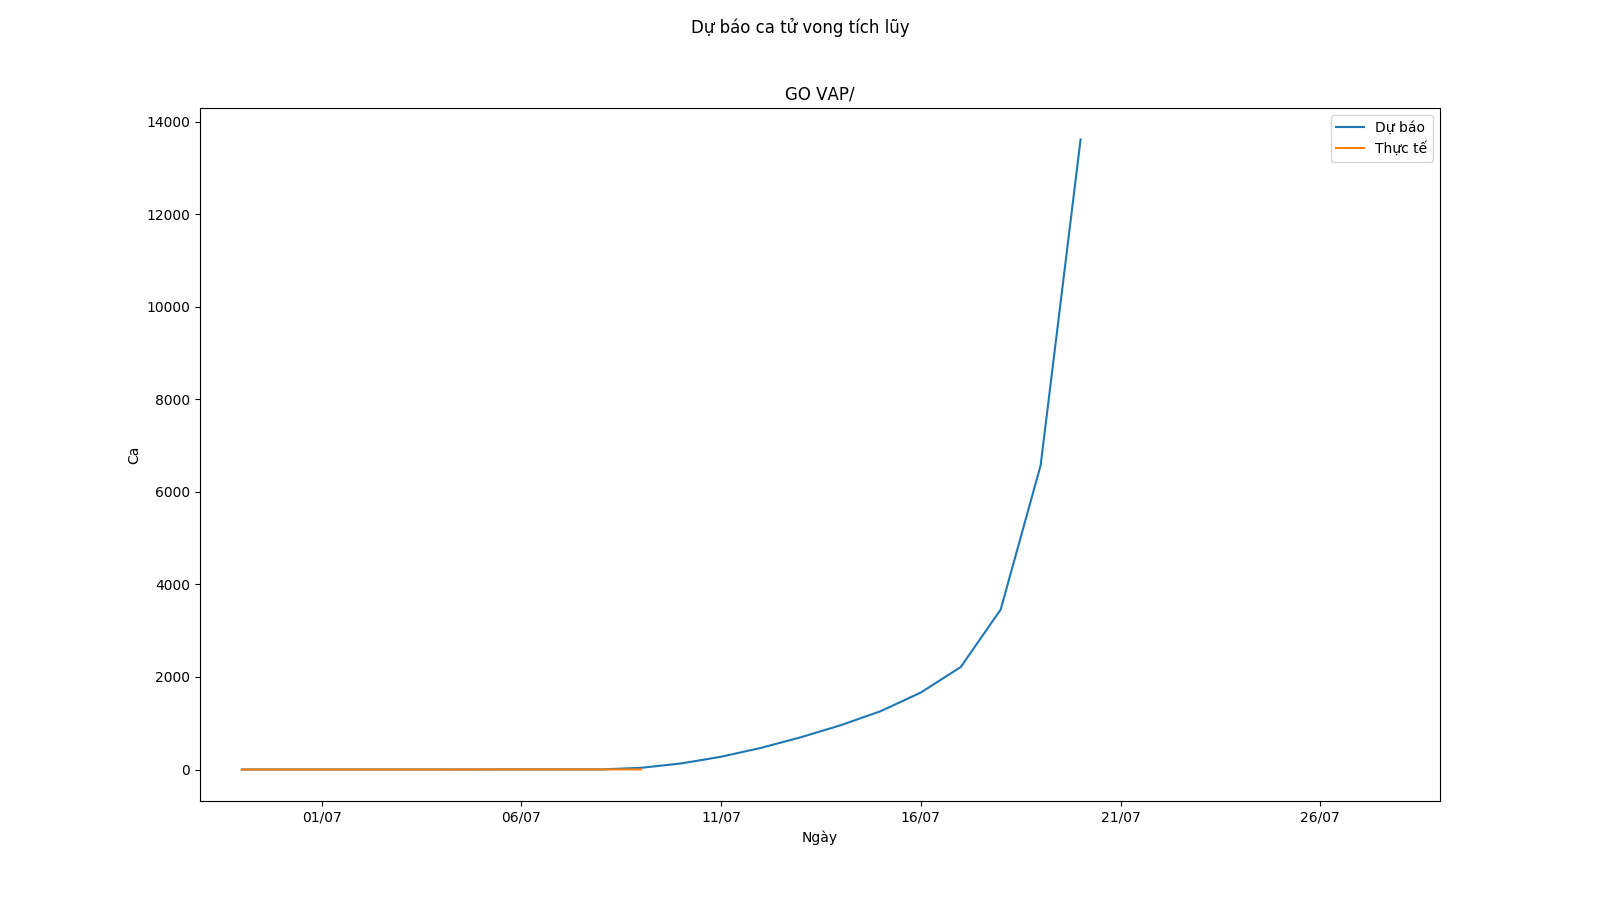 Dự báo ca tử vong tích lũy
GO VAP/
14000
12000
10000
8000
6000
4000
2000
0
Ca
Dự báo
Thực tế
01/07
06/07
11/07
16/07
21/07
26/07
Ngày